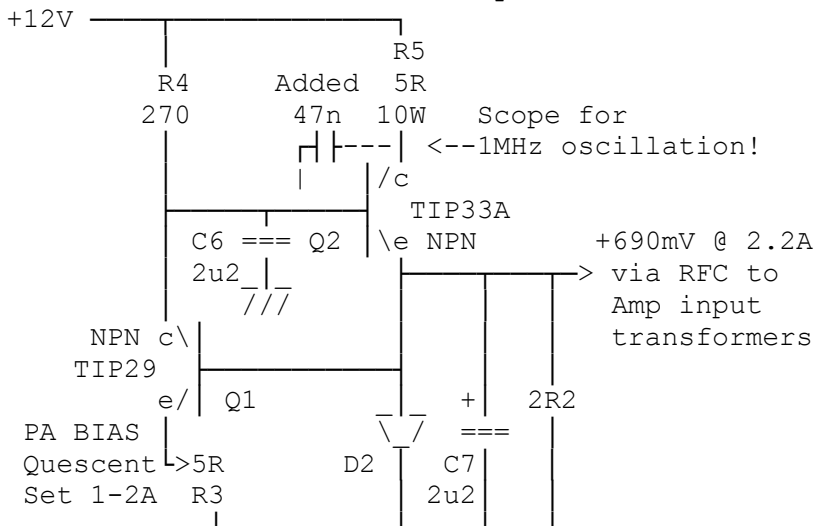 +12V
R5
R4 Added 5R
270 47n 10W Scope for
<--1MHz oscillation!
/c
TIP33A
C6 === Q2 \e NPN +690mV @ 2.2A
2u2_|_ > via RFC to
/// Amp input
NPN c\ transformers
TIP29
e/ Q1 + 2R2
PA BIAS \_/ ===
Quescent >5R D2 C7
Set 1-2A R3 2u2